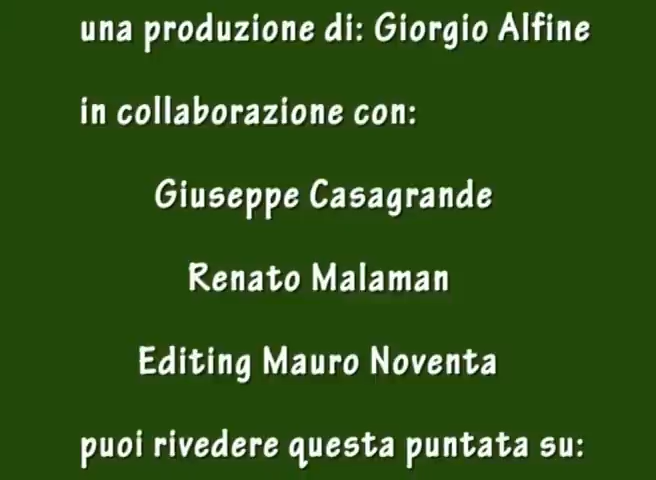 una produzione di: Giorgio Alfine
in collaborazione con:
Giuseppe Casagrande
Renato Malaman
Editing Mauro Noventa
puoi rivedere questa puntata su: